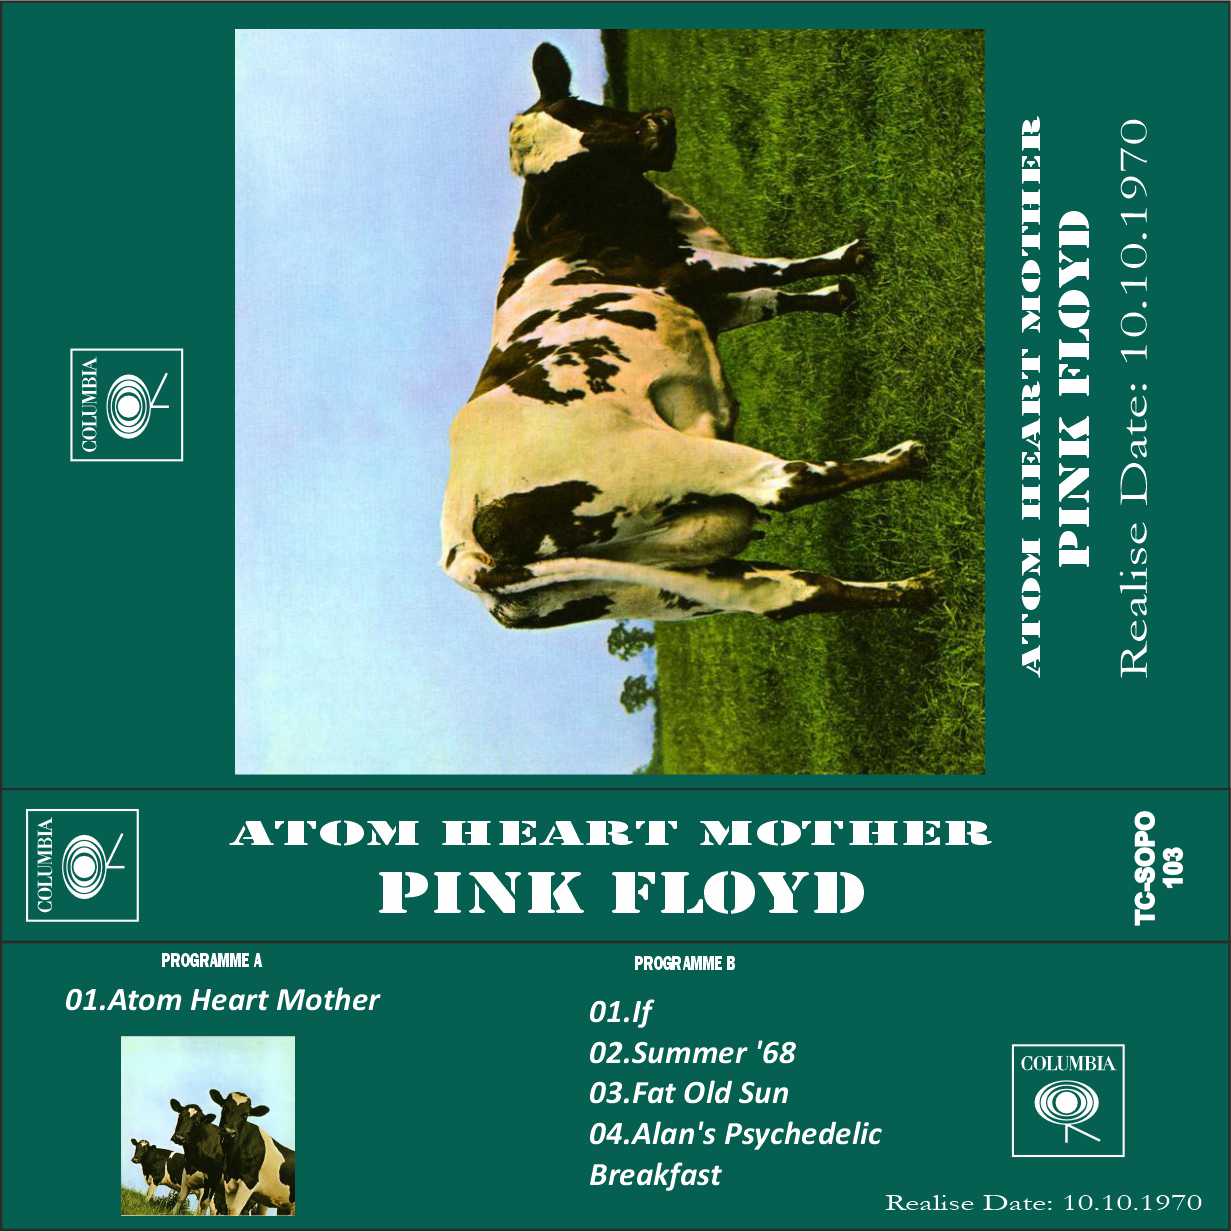 COLUMBIA
ATOM HEART MOTHER
PINK FLOYD
Realise Date: 10.10.1970
COLUMBIA
ATOM HEART MOTHER
PINK FLOYD
TC-SOPO
103
PROGRAMME A
01.Atom Heart Mother
PROGRAMME B
01.If
02.Summer '68
03.Fat Old Sun
04.Alan's Psychedelic
Breakfast
COLUMBIA
Realise Date: 10.10.1970